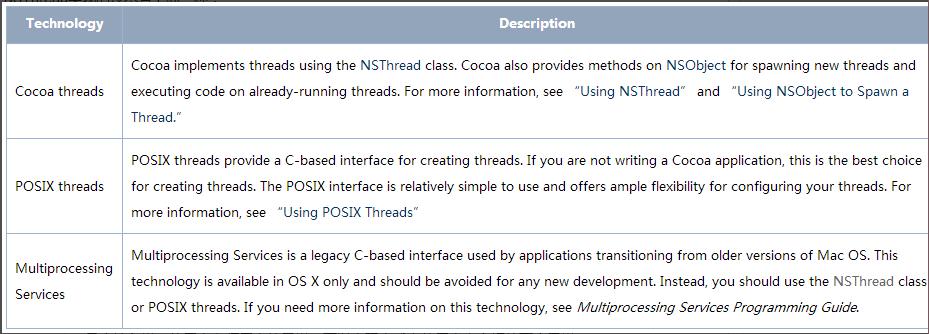 Technology Description
Cocoa threads
Cocoa implements threads using the NSThread class. Cocoa also provides methods on NSObject for spawning new threads and
executing code on already-running threads. For more information, see “Using NSThread” and “Using NSObject to Spawn a
Thread.”
POSIX threads
POSIX threads provide a C-based interface for creating threads. If you are not writing a Cocoa application, this is the best choice
for creating threads. The POSIX interface is relatively simple to use and offers ample flexibility for configuring your threads. For
more information, see “Using POSIX Threads”
Multiprocessing
Services
Multiprocessing Services is a legacy C-based interface used by applications transitioning from older versions of Mac OS. This
technology is available in OS X only and should be avoided for any new development. Instead, you should use the NSThread class
or POSIX threads. If you need more information on this technology, see Multiprocessing Services Programming Guide.